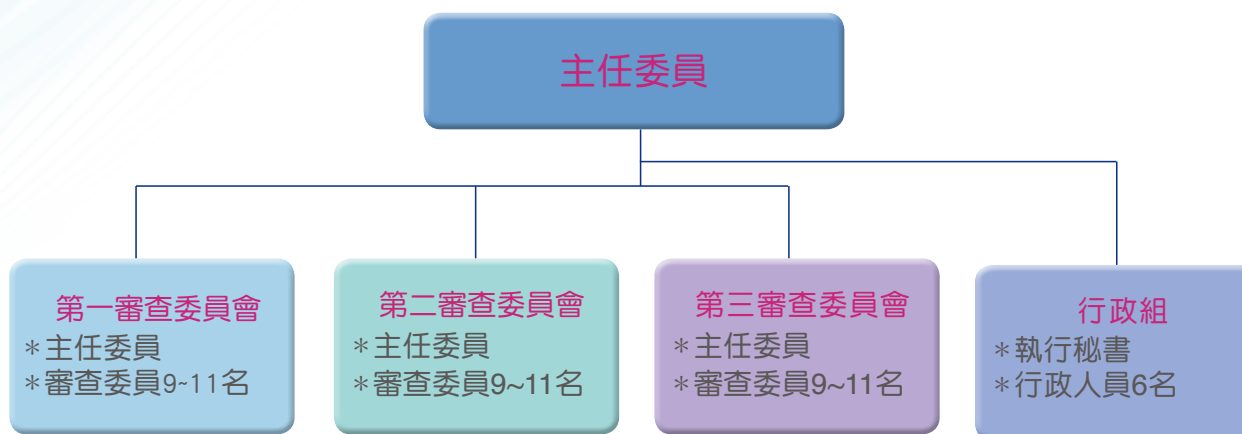 主任委員
第一審查委員會
＊主任委員
＊審查委員9~11名
第二審查委員會
＊主任委員
＊審查委員9~11名
第三審查委員會
＊主任委員
＊審查委員9~11名
行政組
＊執行秘書
＊行政人員6名